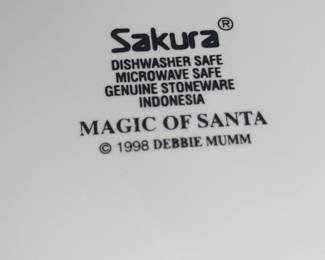 Sakura®
DISHWASHER SAFE
MICROWAVE SAFE
GENUINE STONEWARE
INDONESIA
MAGIC OF SANTA
© 1998 DEBBIE MUMM